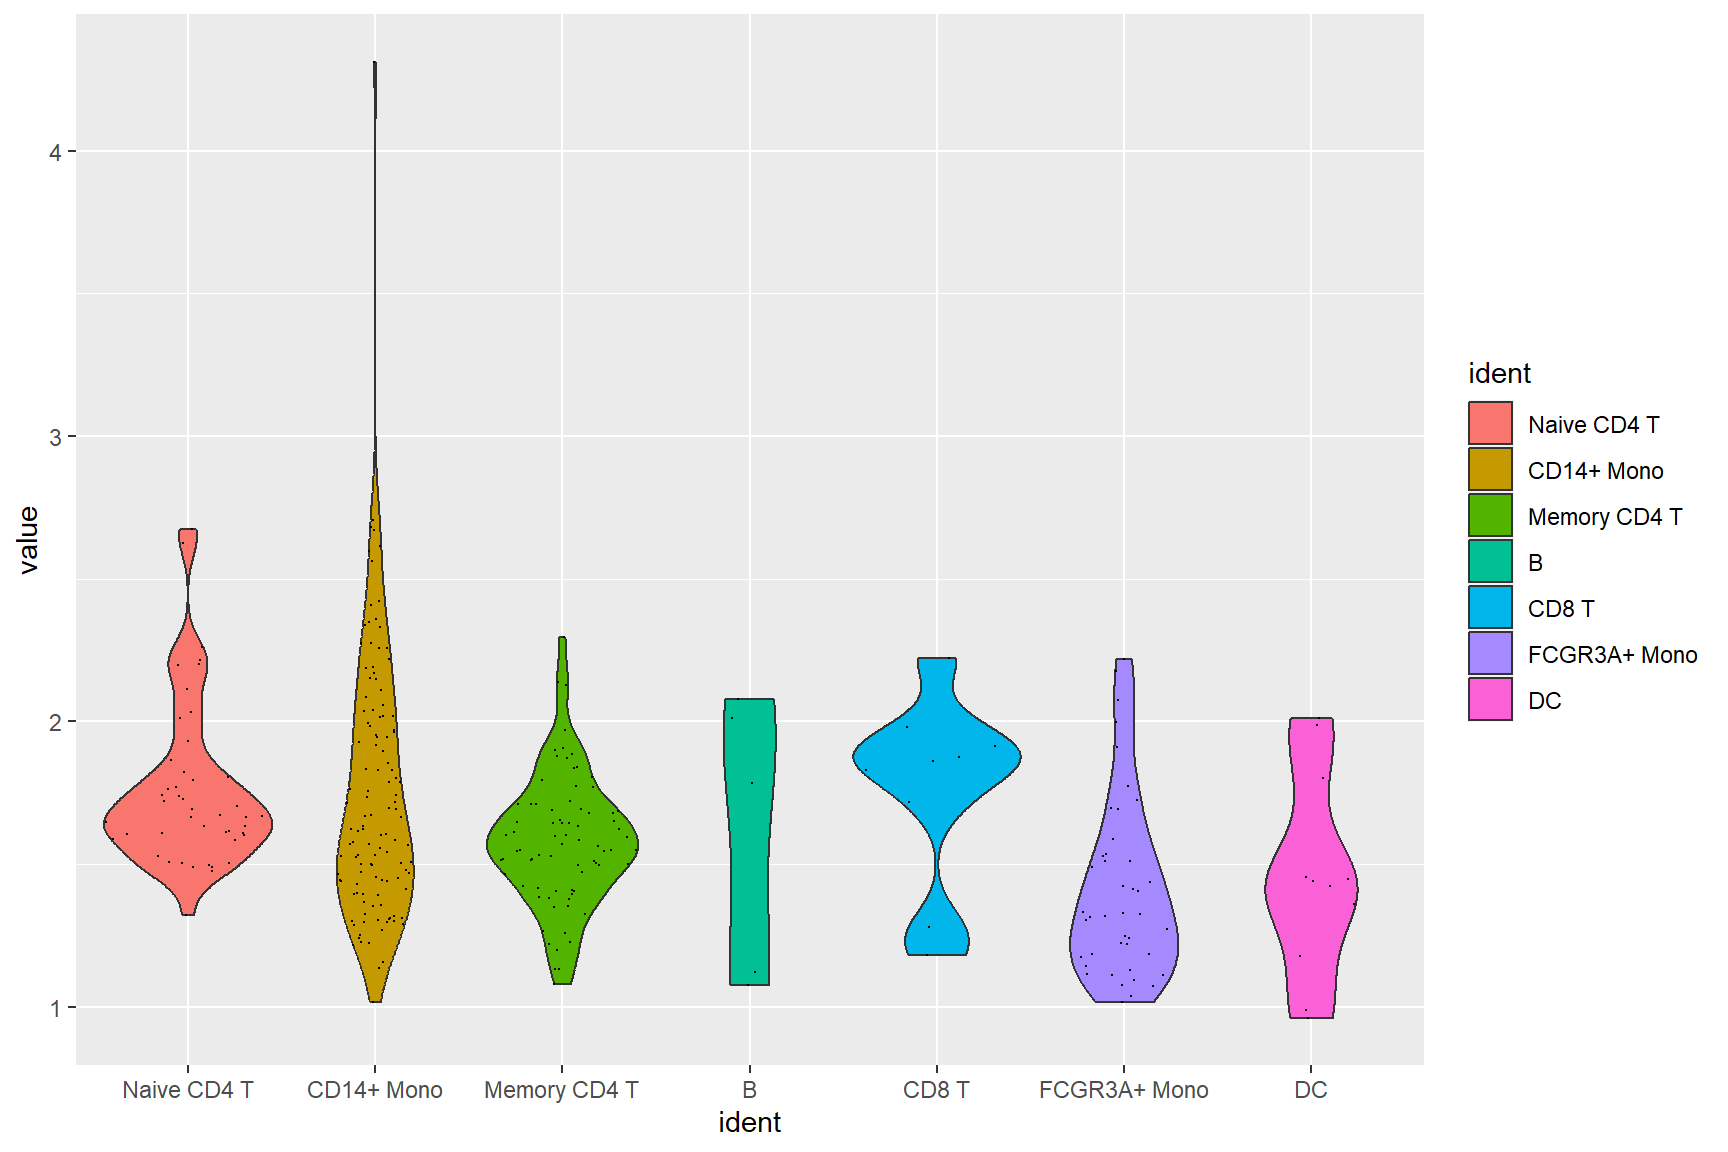 4
3
2
1
value
Naive CD4 T
CD14+ Mono
Memory CD4 T
B
CD8 T
FCGR3A+ Mono
DC
ident
ident
Naive CD4 T
CD14+ Mono
Memory CD4 T
B
CD8 T
FCGR3A+ Mono
DC